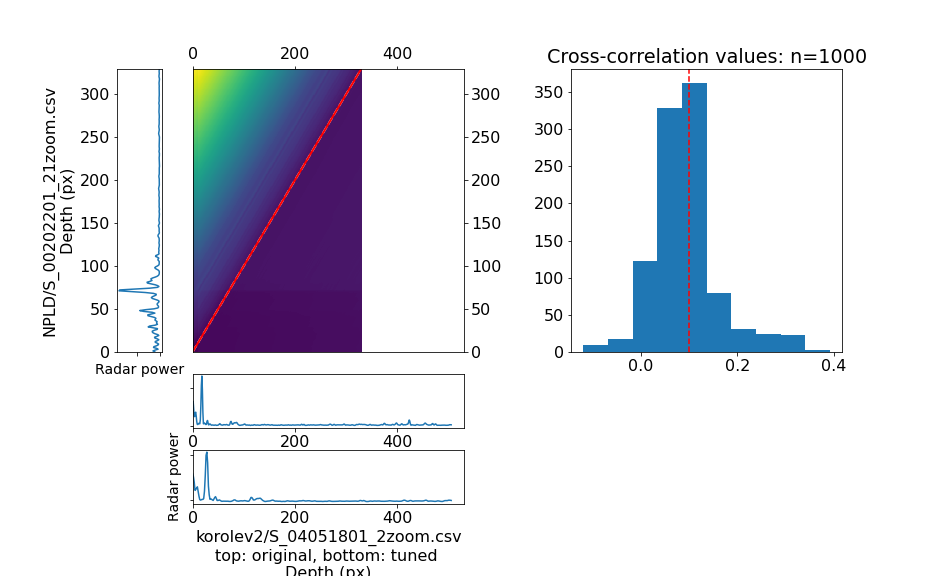 0 200 400
Cross-correlation values: n=1000
NPLD/S_00202201_21zoom.csv
Depth (px)
300
250
200
150
100
50
0
Radar power
300
250
200
150
100
50
0
350
300
250
200
150
100
50
0
0.0 0.2 0.4
0 200 400
Radar power
0 200 400
korolev2/S_04051801_2zoom.csv
top: original, bottom: tuned
Depth (px)